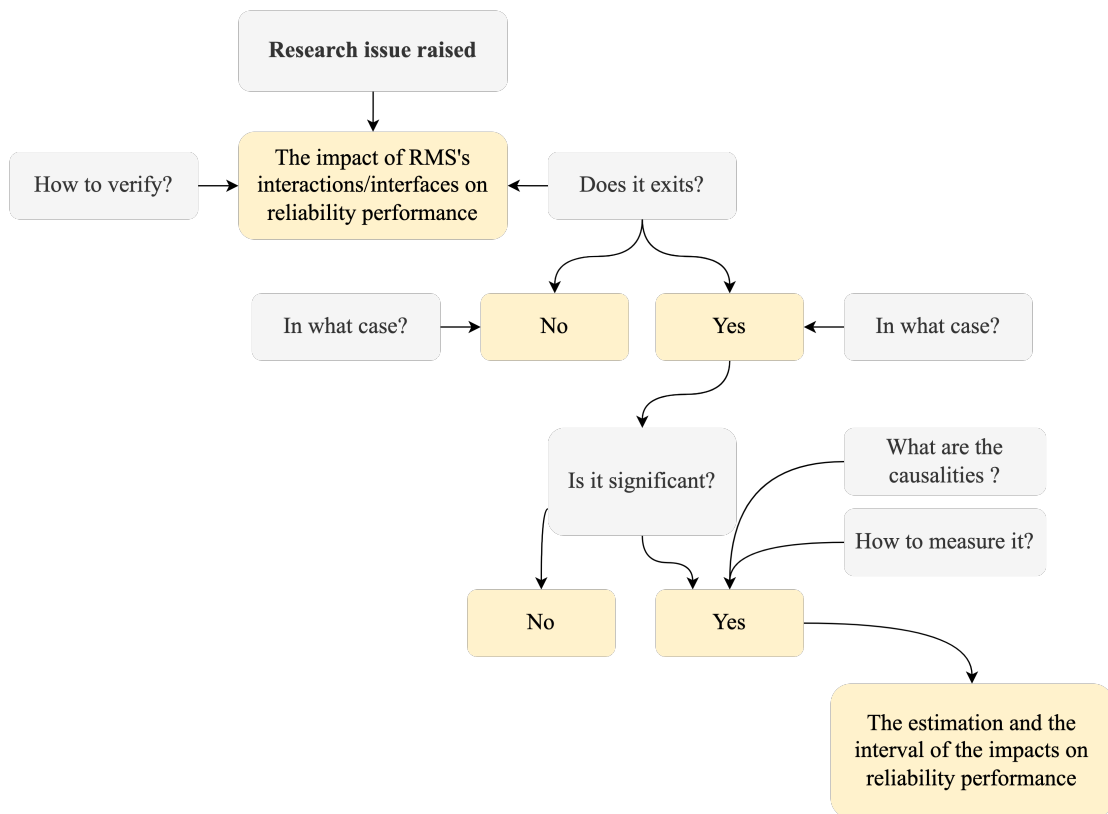 Research issue raised
How to verify?
The impact of RMS's
interactions/interfaces on
reliability performance
Does it exits?
In what case?
No
Yes
In what case?
Is it significant?
What are the
causalities ?
How to measure it?
No
Yes
The estimation and the
interval of the impacts on
reliability performance